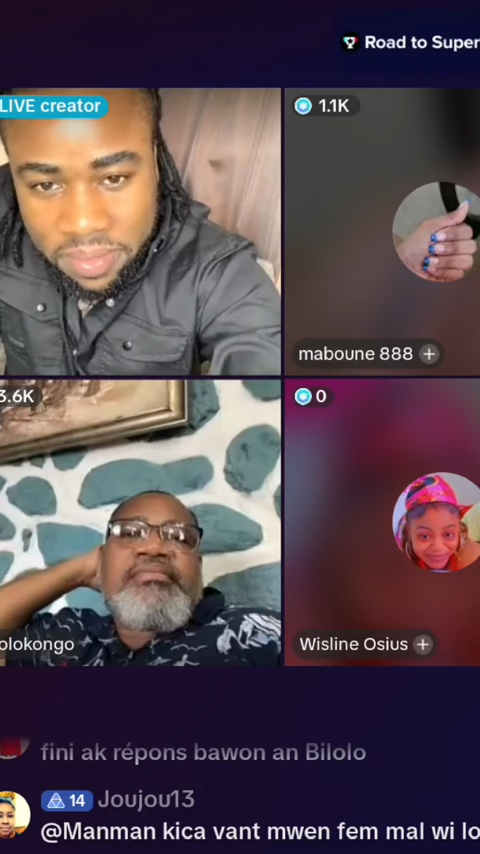 Road to Super
LIVE creator
1.1K
maboune 888 +
3.6K
0
olokongo
Wisline Osius +
fini ak répons bawon an Bilolo
14 Joujou13
@Manman kica vant mwen fem mal wi lo